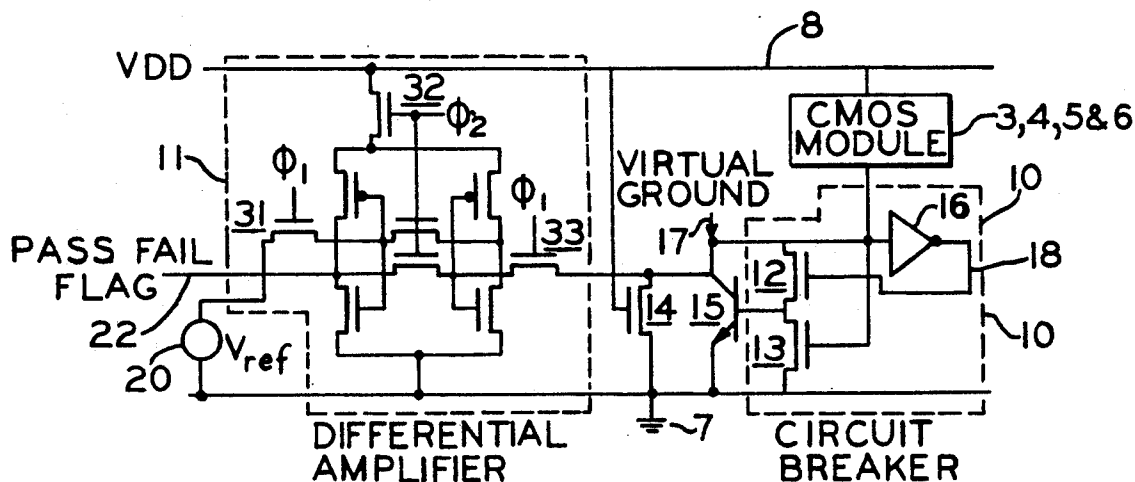 8
VDD
32
ϕ2
CMOS
MODULE
3,4,5&6
11
ϕ1
VIRTUAL
GROUND
ϕ1
10
16
31
33
17
PASS FAIL
FLAG
12
18
14
15
22
13
10
20
Vref
7
DIFFERENTIAL
AMPLIFIER
CIRCUIT
BREAKER